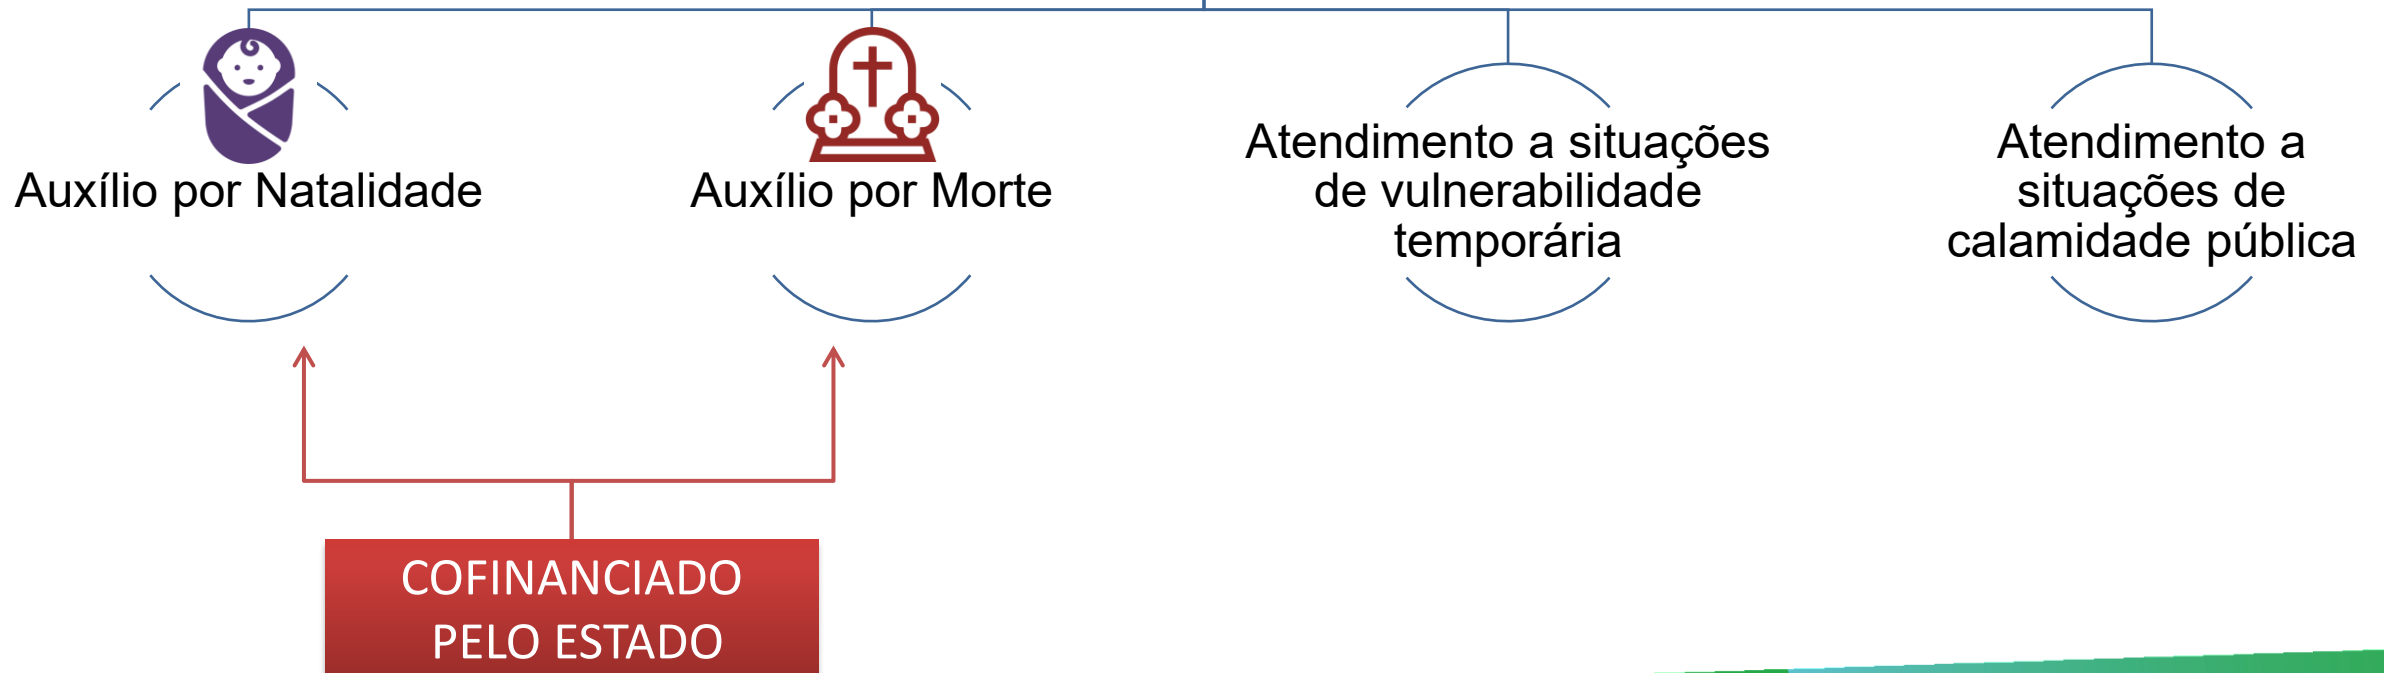 Auxílio por Natalidade
Auxílio por Morte
Atendimento a situações
de vulnerabilidade
temporária
Atendimento a
situações de
calamidade pública
COFINANCIADO
PELO ESTADO